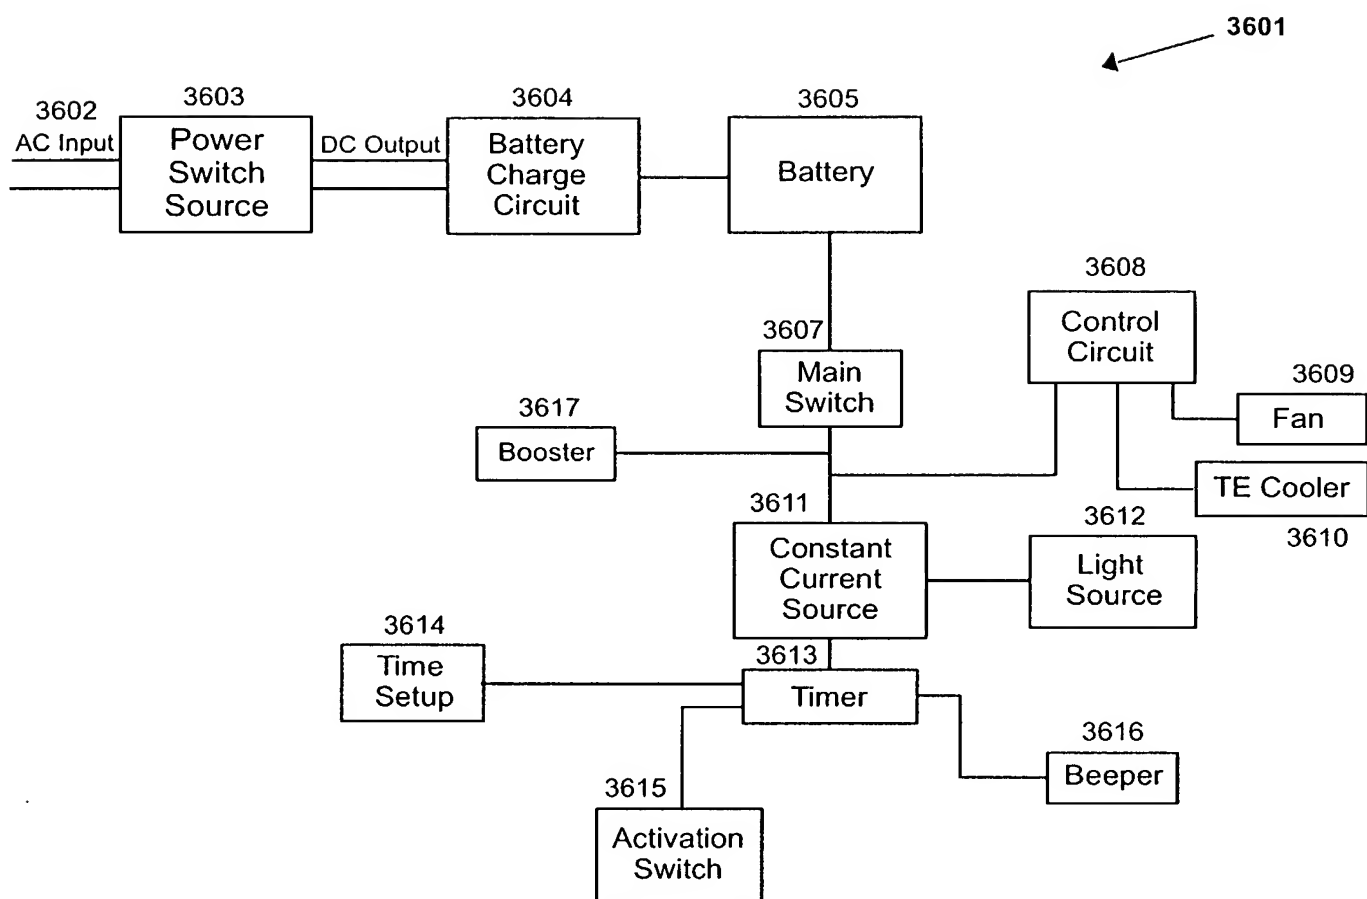 3601
3602
AC Input
3603
Power
Switch
Source
DC Output
3604
Battery
Charge
Circuit
3605
Battery
3607
Main
Switch
3608
Control
Circuit
3609
Fan
TE Cooler
3610
3617
Booster
3611
Constant
Current
Source
3612
Light
Source
3614
Time
Setup
3613
Timer
3615
Activation
Switch
3616
Beeper